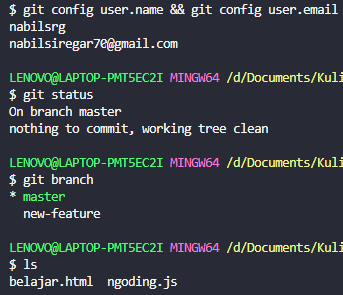 $ git config user.name && git config user.email
nabilsrg
nabilsiregar70@gmail.com
LENOVO@LAPTOP-PMT5EC2I MINGW64 /d/Documents/Kuli
$ git status
On branch master
nothing to commit, working tree clean
LENOVO@LAPTOP-PMT5EC2I MINGW64 /d/Documents/Kuli
$ git branch
* master
new-feature
LENOVO@LAPTOP-PMT5EC2I MINGW64 /d/Documents/Kuli
$ ls
belajar.html ngoding.js